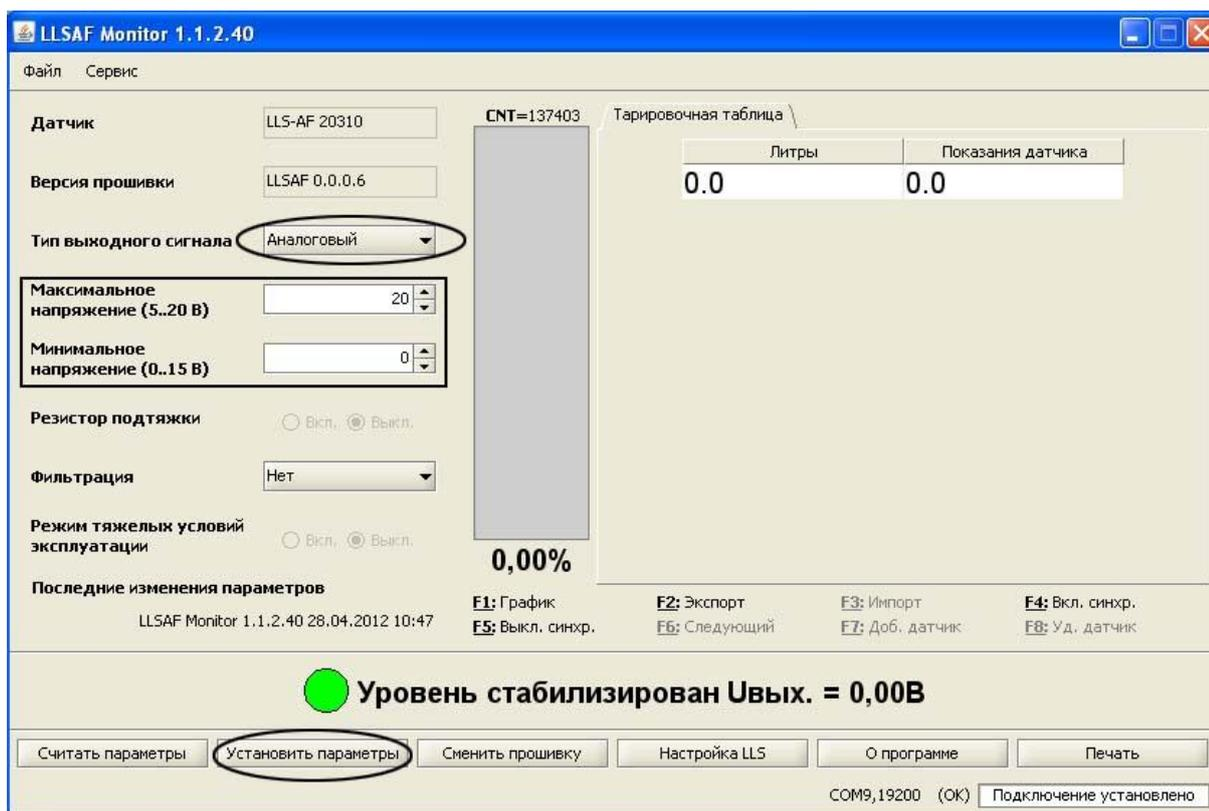 LLSAF Monitor 1.1.2.40
Файл Сервис
Датчик
LLS-AF 20310
Версия прошивки
LLSAF 0.0.0.6
Тип выходного сигнала
Аналоговый
Максимальное
напряжение (5..20 В)
20
Минимальное
напряжение (0..15 В)
0
Резистор подтяжки
Вкл. Выкл.
Фильтрация
Нет
Режим тяжелых условий
эксплуатации
Вкл. Выкл.
Последние изменения параметров
LLSAF Monitor 1.1.2.40 28.04.2012 10:47
CNT=137403
0,00%
Тарировочная таблица
Литры Показания датчика
0.0 0.0
F1: График F2: Экспорт F3: Импорт F4: Вкл. синхр.
F5: Выкл. синхр. F6: Следующий F7: Доб. датчик F8: Уд. датчик
Уровень стабилизирован Uвых. = 0,00В
Считать параметры Установить параметры Сменить прошивку Настройка LLS О программе Печать
COM9,19200 (OK) Подключение установлено